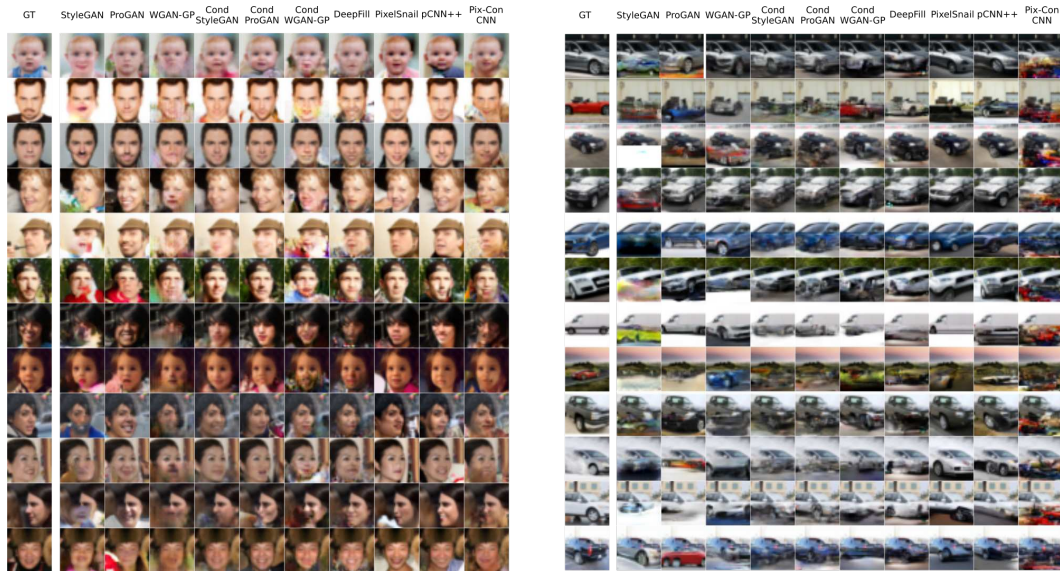 GT StyleGAN ProGAN WGAN-GP Cond StyleGAN Cond ProGAN Cond WGAN-GP DeepFill PixelSnail pCNN++ Pix-Con CNN
GT StyleGAN ProGAN WGAN-GP Cond StyleGAN Cond ProGAN Cond WGAN-GP DeepFill PixelSnail pCNN++ Pix-Con CNN